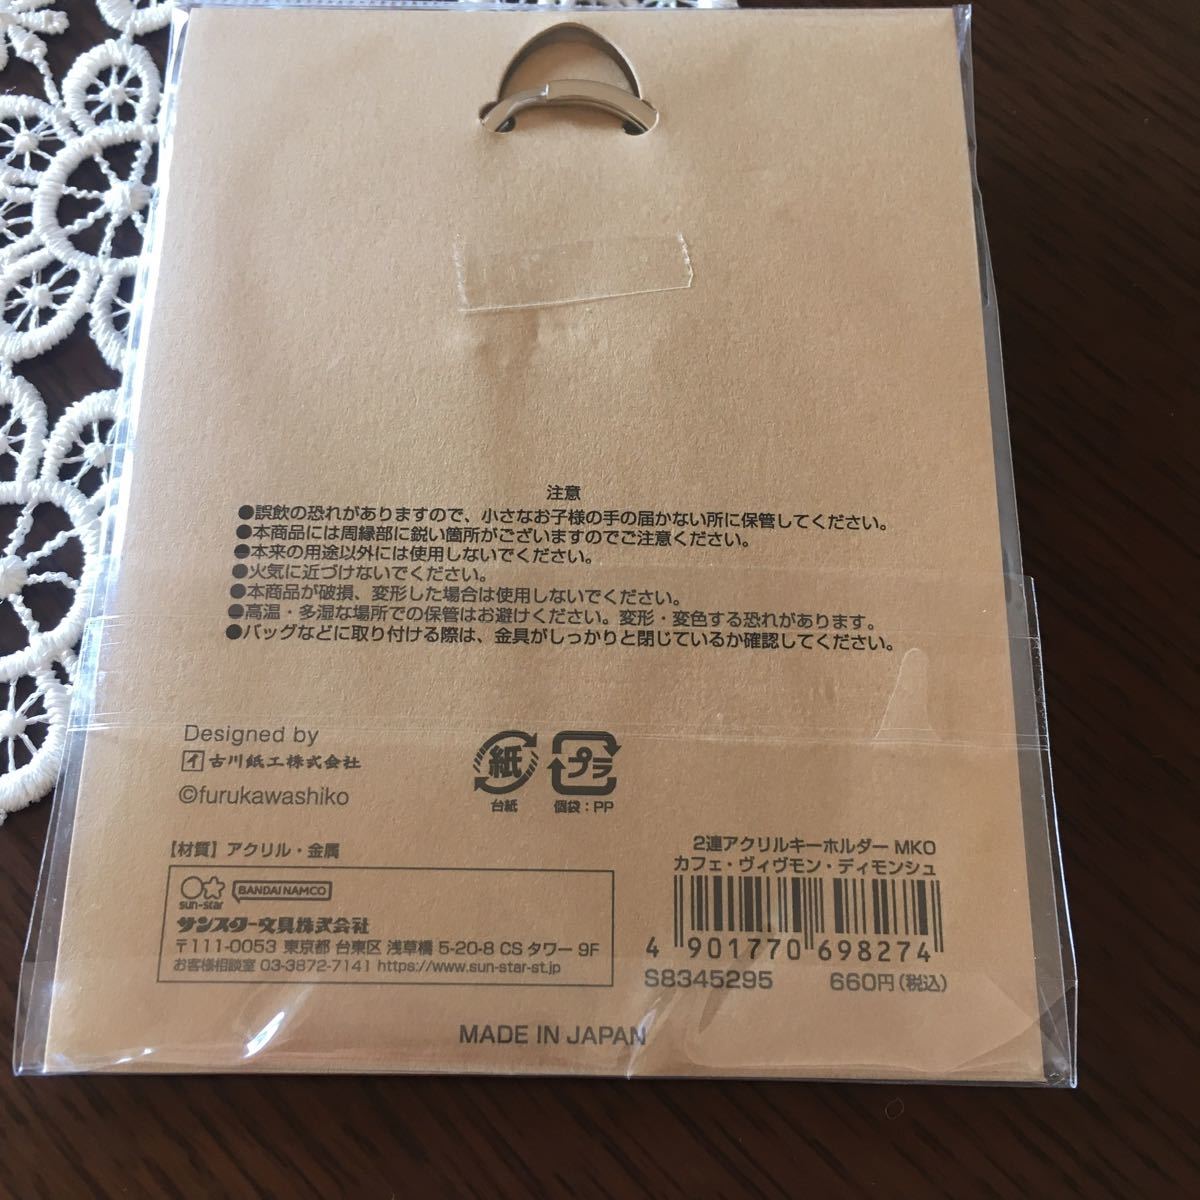 注意
●誤飲の恐れがありますので、小さなお子様の手の届かない所に保管してください。
●本商品には周縁部に鋭い箇所がございますのでご注意ください。
●本来の用途以外には使用しないでください。
●火気に近づけないでください。
●本商品が破損、変形した場合は使用しないでください。
●高温・多湿な場所での保管はお避けください。変形・変色する恐れがあります。
●バッグなどに取り付ける際は、金具がしっかりと閉じているか確認してください。
Designed by
イ 古川紙工株式会社
©furukawashiko
紙
台紙
プラ
個袋:PP
【材質】アクリル・金属
sun-star
BANDAI NAMCO
サンスター文具株式会社
〒111-0053 東京都 台東区 浅草橋 5-20-8 CS タワー 9F
お客様相談室 03-3872-7141 https://www.sun-star-st.jp
2連アクリルキーホルダー MKO
カフェ・ヴィヴモン・ディモンシュ
4 901770 698274
S8345295 660円(税込)
MADE IN JAPAN